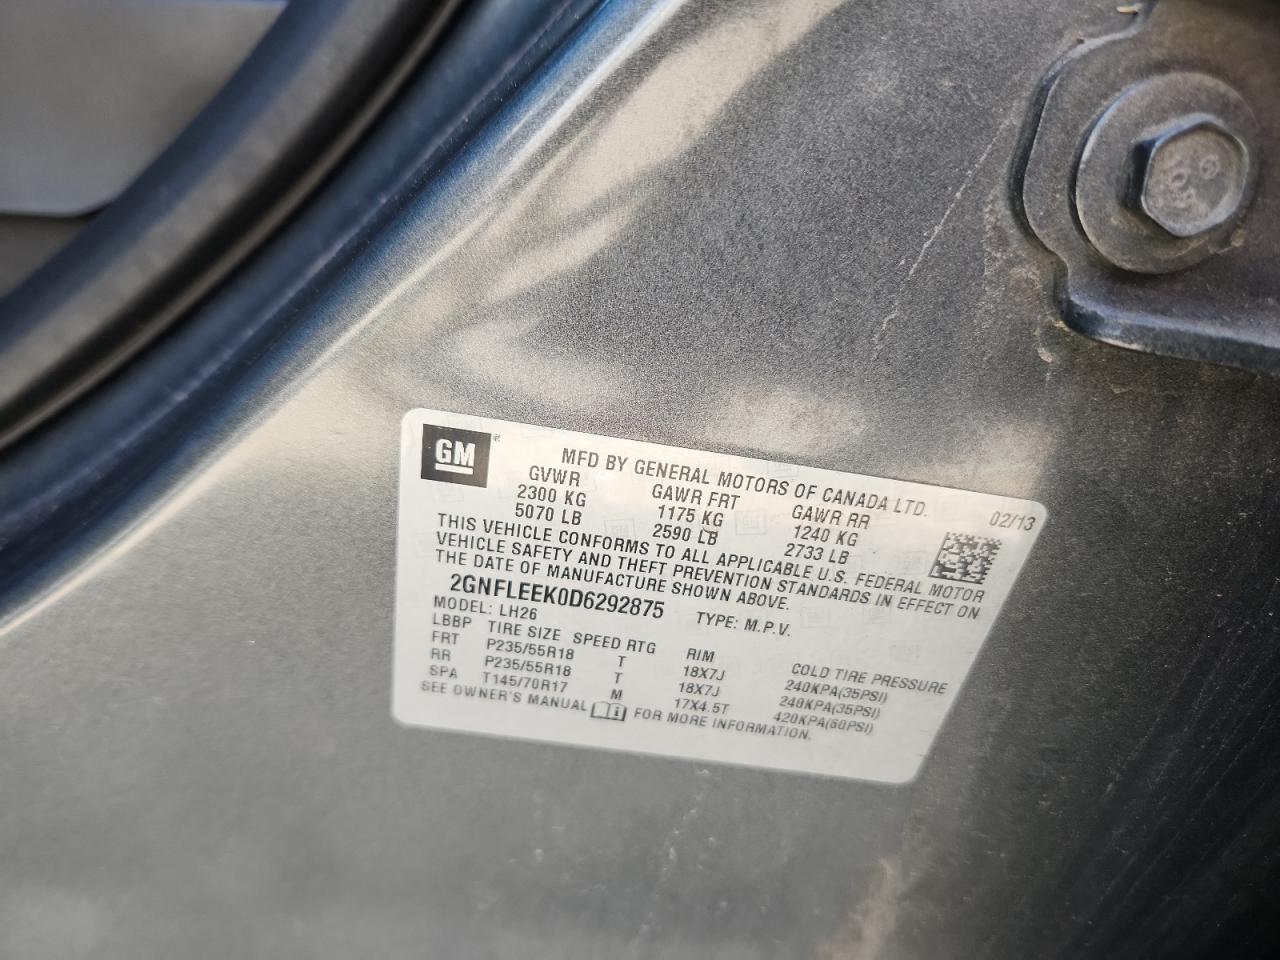 GM
MFD BY GENERAL MOTORS OF CANADA LTD.
02/13
GVWR GAWR FRT GAWR RR
2300 KG 1175 KG 1240 KG
5070 LB 2590 LB 2733 LB
THIS VEHICLE CONFORMS TO ALL APPLICABLE U.S. FEDERAL MOTOR
VEHICLE SAFETY AND THEFT PREVENTION STANDARDS IN EFFECT ON
THE DATE OF MANUFACTURE SHOWN ABOVE.
2GNFLEEK0D6292875 TYPE: M.P.V.
MODEL: LH26
LBBP TIRE SIZE SPEED RTG RIM COLD TIRE PRESSURE
FRT P235/55R18 T 18X7J 240KPA(35PSI)
RR P235/55R18 T 18X7J 240KPA(35PSI)
SPA T145/70R17 M 17X4.5T 420KPA(60PSI)
SEE OWNER'S MANUAL FOR MORE INFORMATION.